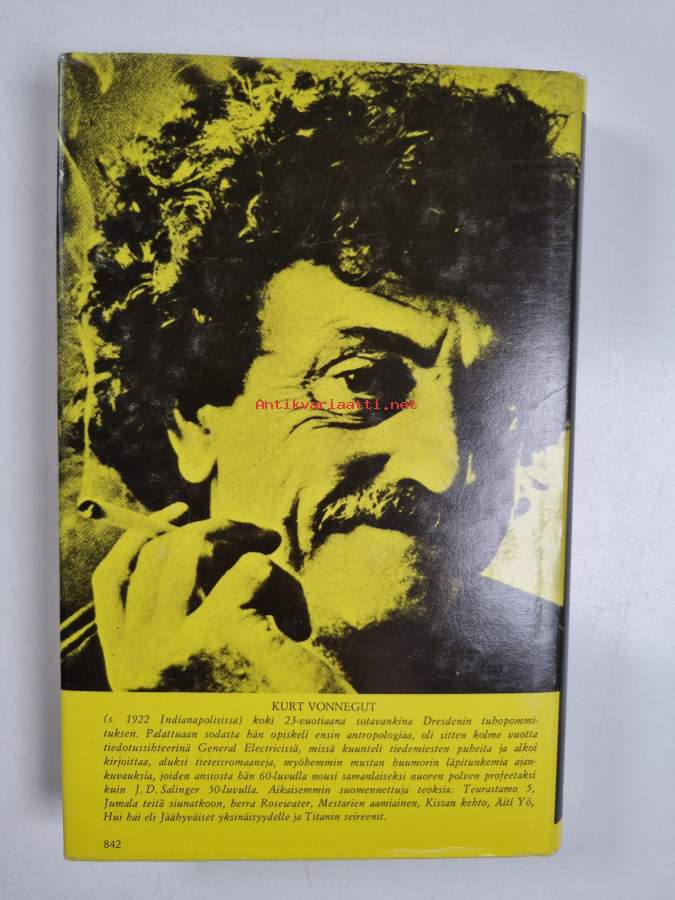 Antikvariaatti.net
KURT VONNEGUT
(s. 1922 Indianapolisissa) koki 23-vuotiaana sotavankina Dresdenin tuhopommi-
tuksen. Palattuaan sodasta hän opiskeli ensin antropologiaa, oli sitten kolme vuotta
tiedotussihteerinä General Electricissä, missä kuunteli tiedemiesten puheita ja alkoi
kirjoittaa, aluksi tieteisromaaneja, myöhemmin mustan huumorin läpitunkemia ajan-
kuvauksia, joiden ansiosta hän 60-luvulla nousi samanlaiseksi nuoren polven profeetaksi
kuin J. D. Salinger 50-luvulla. Aikaisemmin suomennettuja teoksia: Teurastamo 5,
Jumala teitä siunatkoon, herra Rosewater, Mestarien aamiainen, Kissan kehto, Äiti Yö,
Hui hai eli Jäähyväiset yksinäisyydelle ja Titanin seireenit.
842